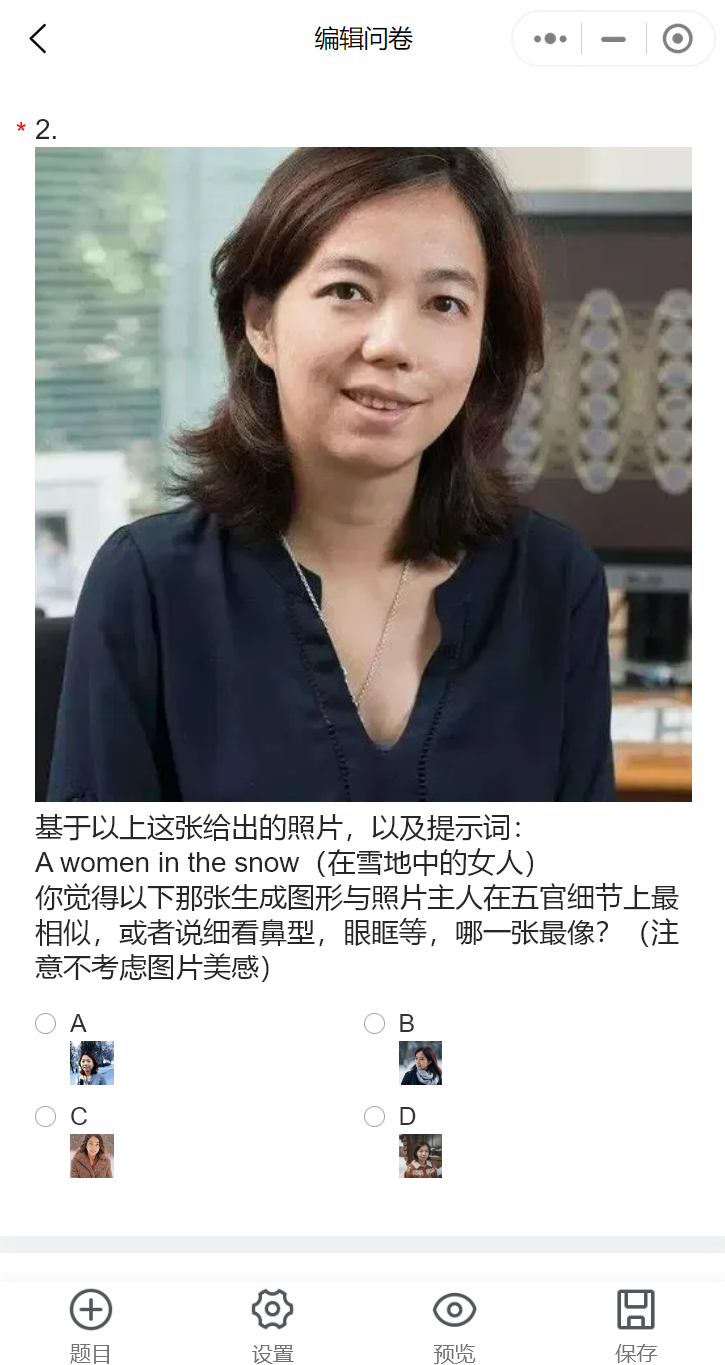 编辑问卷
* 2.
基于以上这张给出的照片，以及提示词：
A women in the snow（在雪地中的女人）
你觉得以下那张生成图形与照片主人在五官细节上最
相似，或者说细看鼻型，眼眶等，哪一张最像？（注
意不考虑图片美感）
A
B
C
D
题目
设置
预览
保存